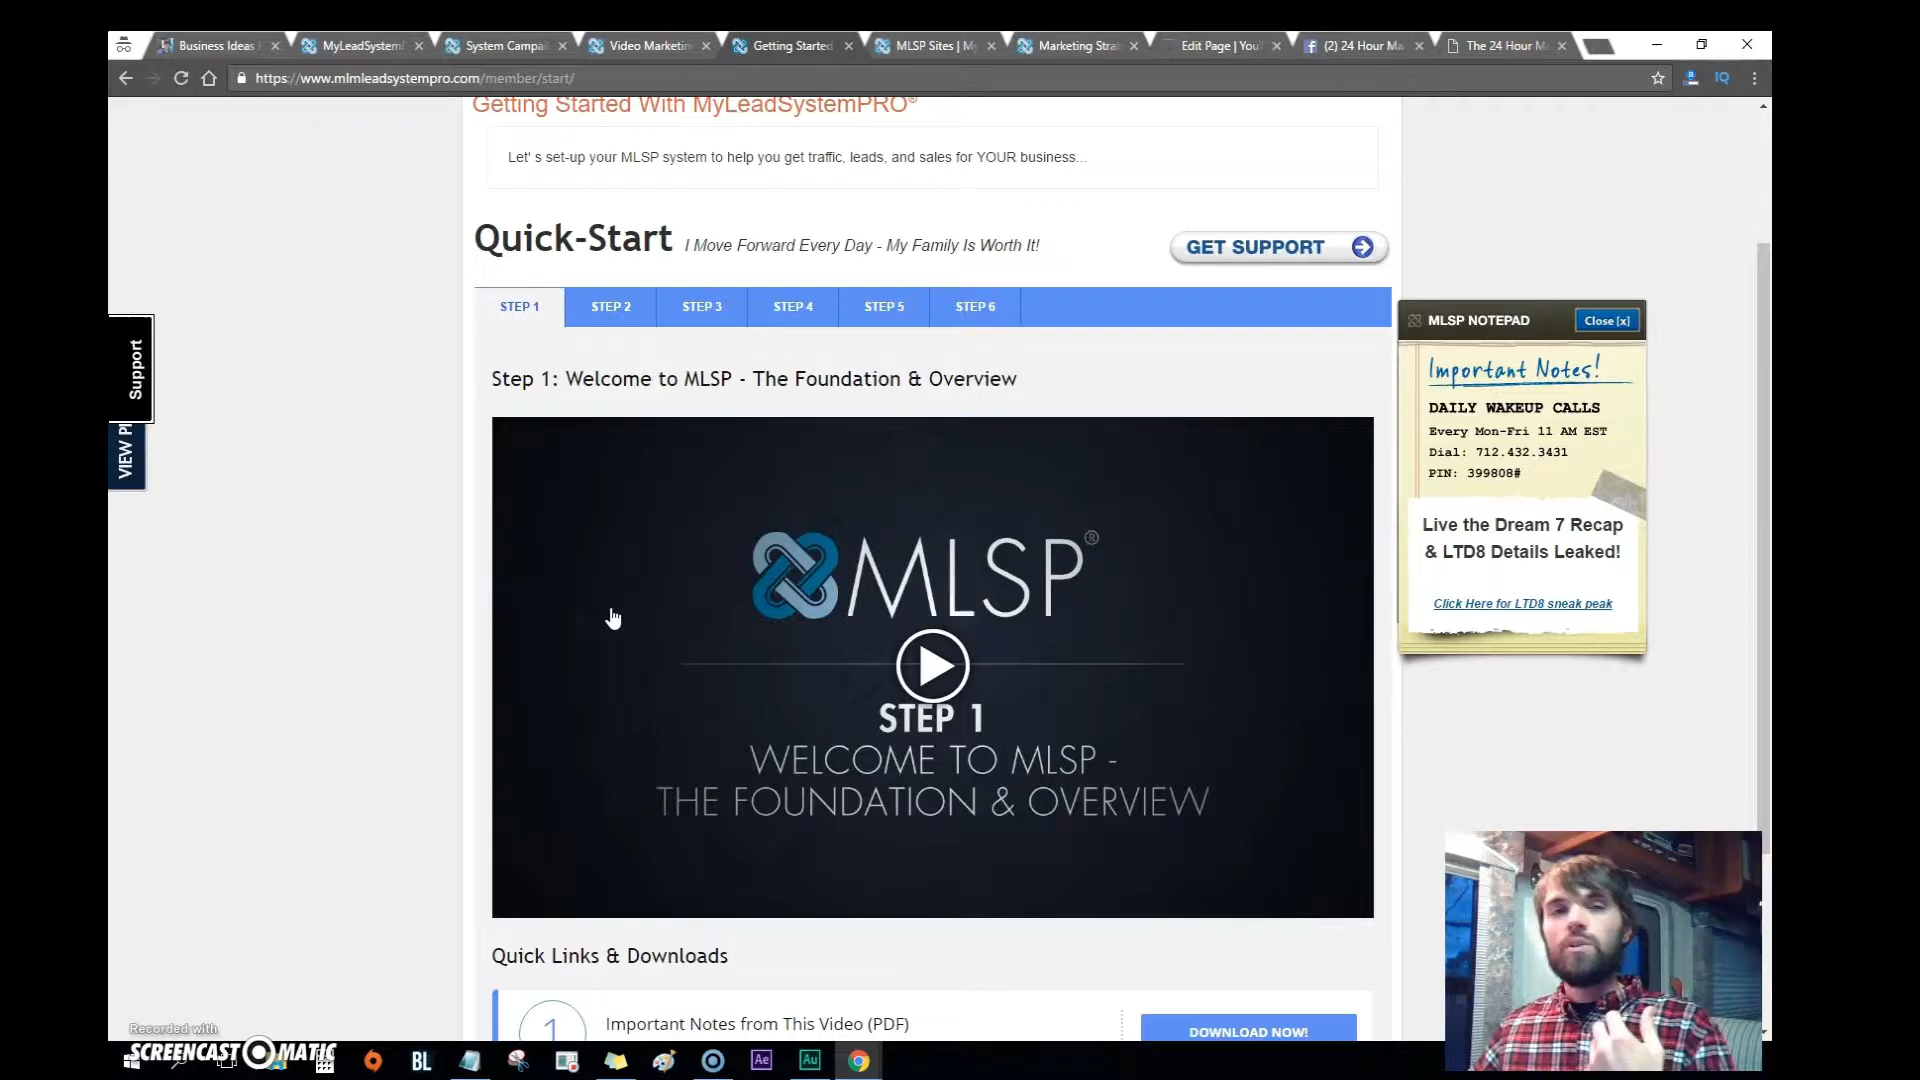 Business Ideas
MyLeadSystem
System Campai
Video Marketin
Getting Started
MLSP Sites | My
Marketing Strat
Edit Page | You
(2) 24 Hour Ma
The 24 Hour M
https://www.mlmleadsystempro.com/member/start/
IQ
Getting Started With MyLeadSystemPRO®
Let' s set-up your MLSP system to help you get traffic, leads, and sales for YOUR business...
Quick-Start
I Move Forward Every Day - My Family Is Worth It!
GET SUPPORT
STEP 1
STEP 2
STEP 3
STEP 4
STEP 5
STEP 6
MLSP NOTEPAD
Close [x]
Support
VIEW
Important Notes!
DAILY WAKEUP CALLS
Every Mon-Fri 11 AM EST
Dial: 712.432.3431
PIN: 399808#
Live the Dream 7 Recap
& LTD8 Details Leaked!
Click Here for LTD8 sneak peak
Step 1: Welcome to MLSP - The Foundation & Overview
MLSP®
STEP 1
WELCOME TO MLSP -
THE FOUNDATION & OVERVIEW
Quick Links & Downloads
1
Important Notes from This Video (PDF)
DOWNLOAD NOW!
Recorded with
SCREENCAST MATIC
BL
Ae
Au